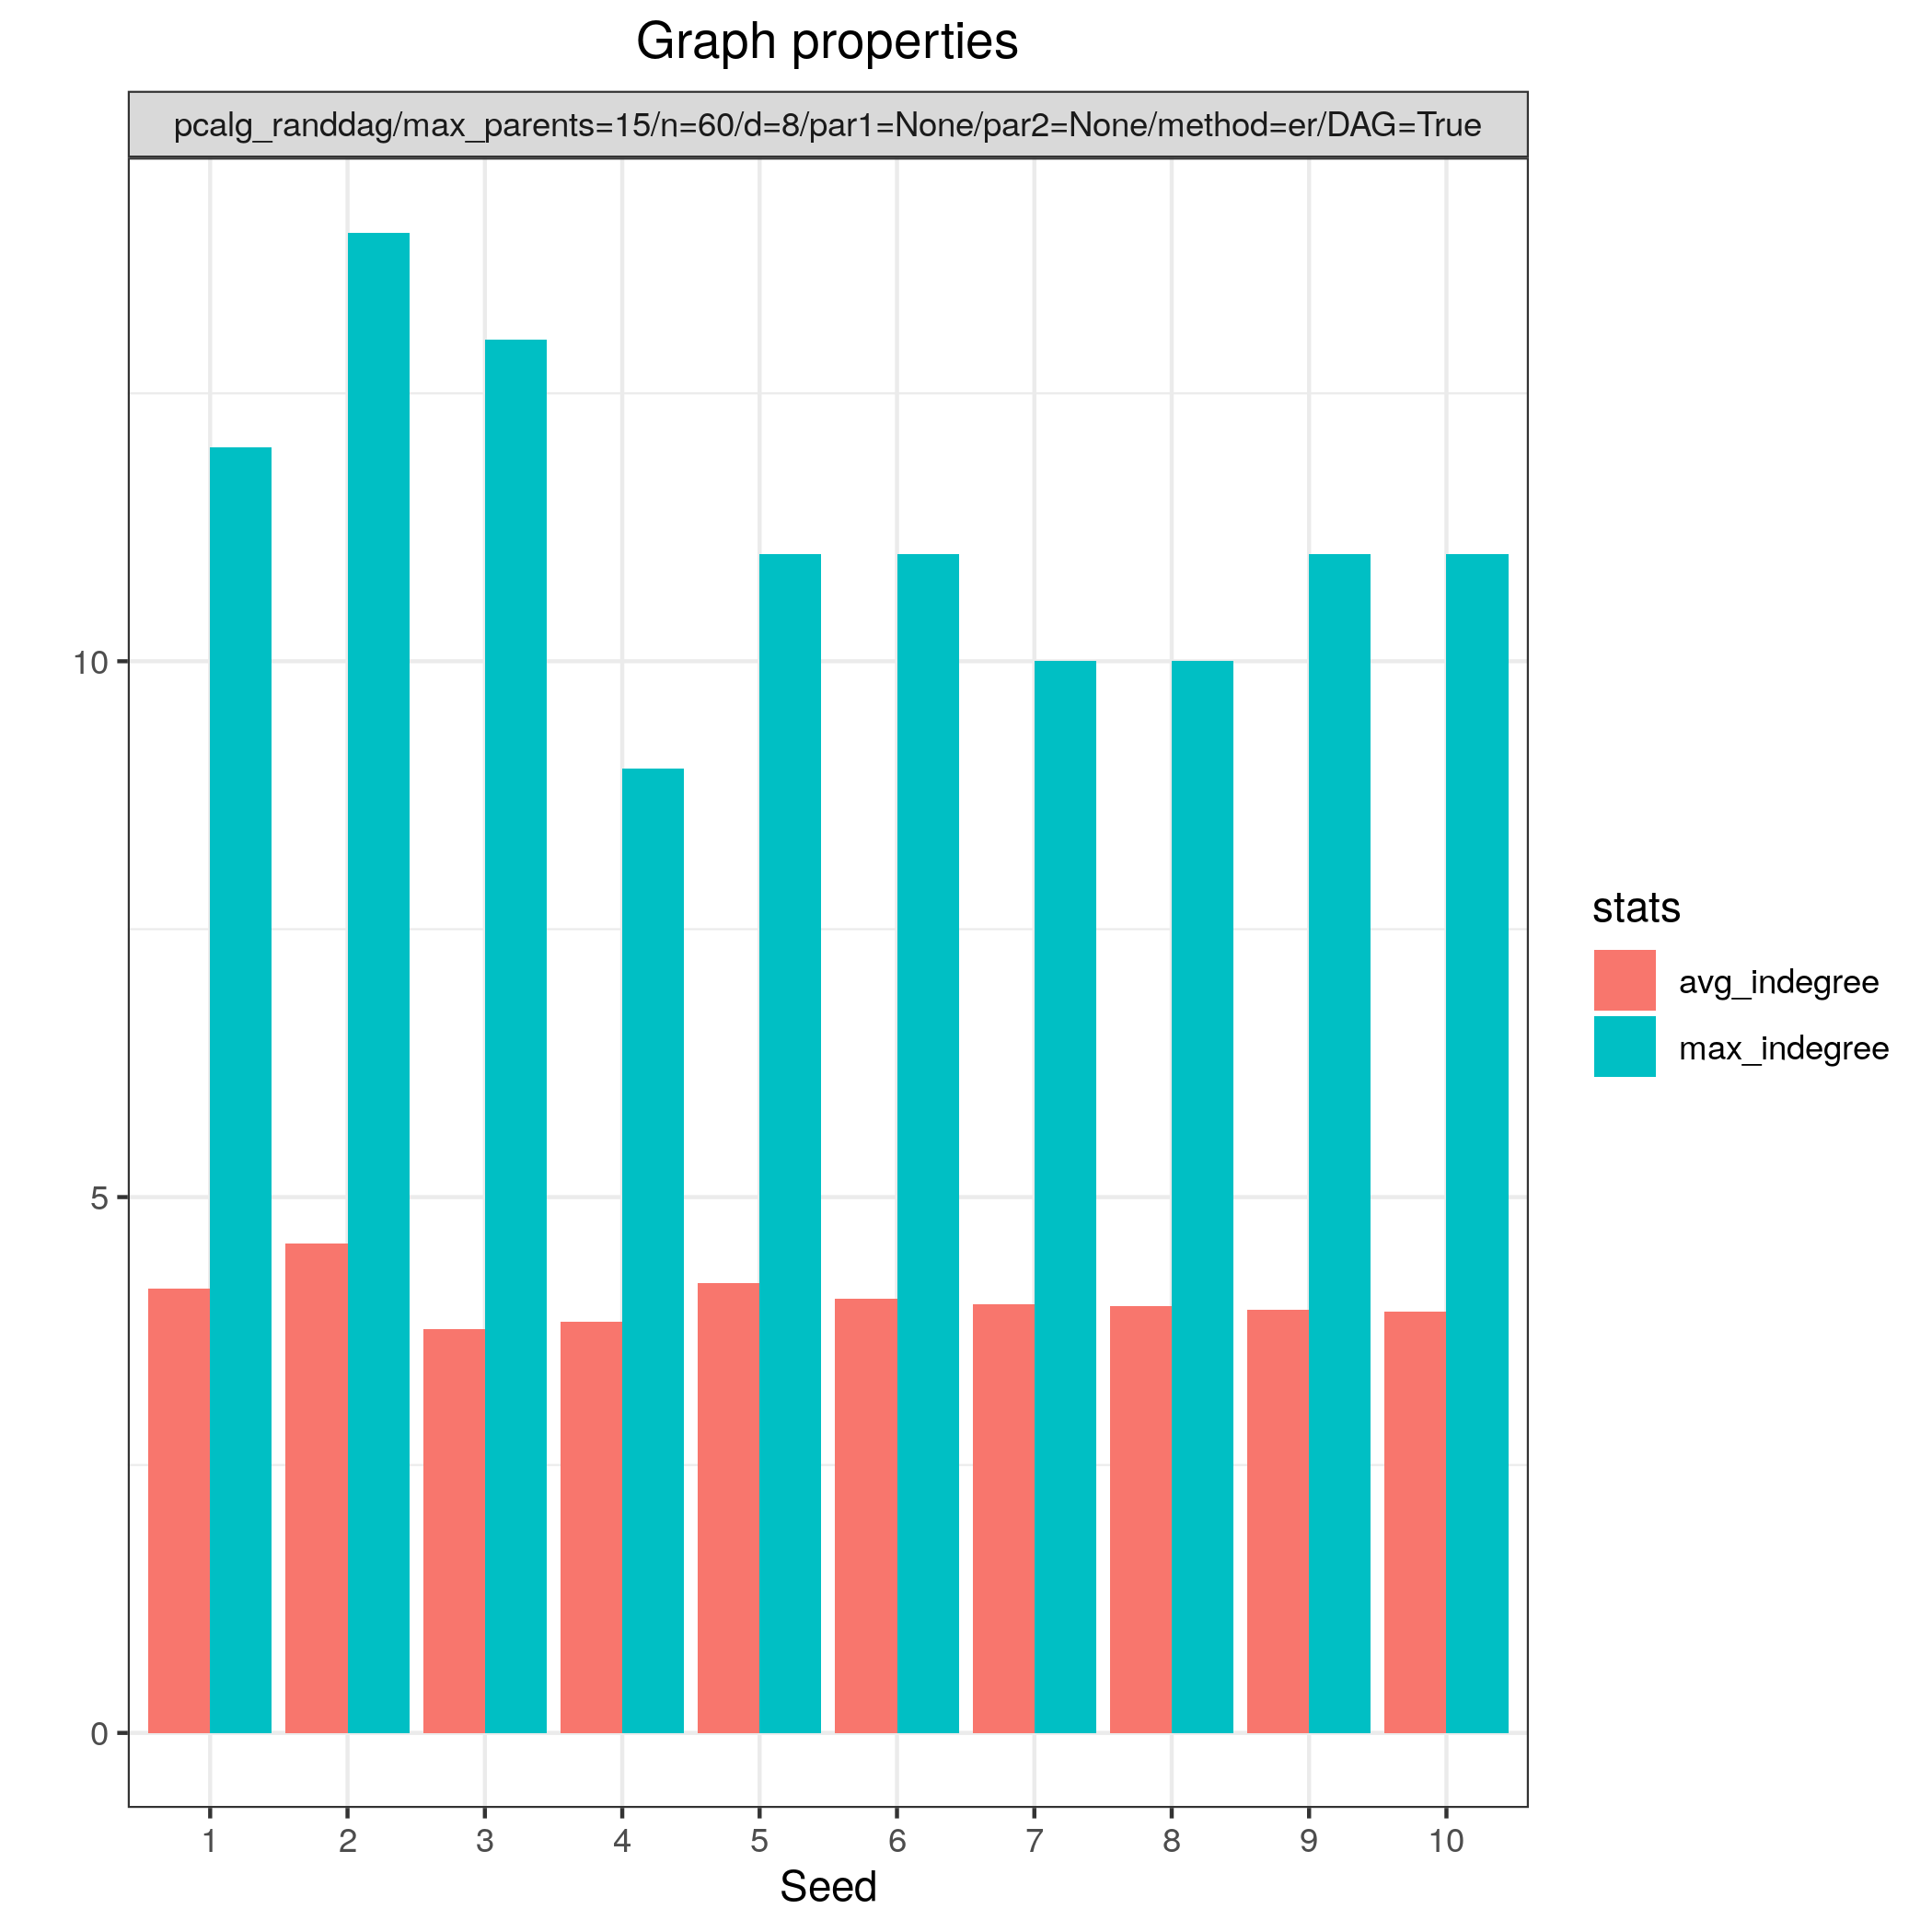 Graph properties
pcalg_randdag/max_parents=15/n=60/d=8/par1=None/par2=None/method=er/DAG=True
10
5
0
1 2 3 4 5 6 7 8 9 10
Seed
stats
avg_indegree
max_indegree